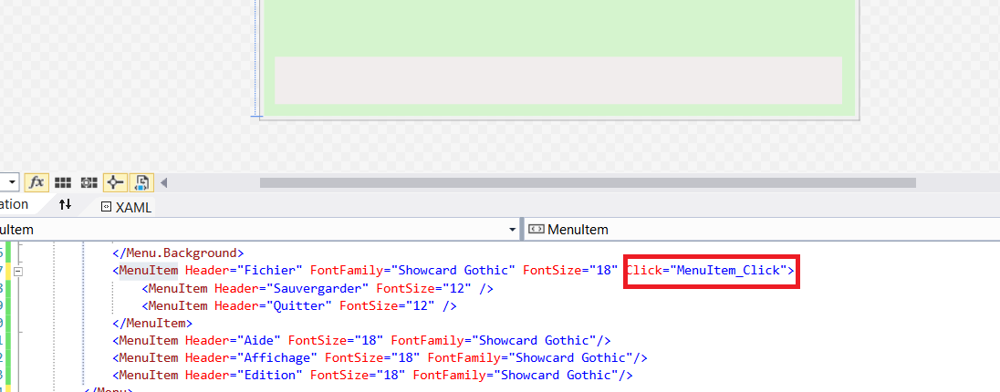 fx
ation XAML
uItem MenuItem
</Menu.Background>
<MenuItem Header="Fichier" FontFamily="Showcard Gothic" FontSize="18" Click="MenuItem_Click">
<MenuItem Header="Sauvergarder" FontSize="12" />
<MenuItem Header="Quitter" FontSize="12" />
</MenuItem>
<MenuItem Header="Aide" FontSize="18" FontFamily="Showcard Gothic"/>
<MenuItem Header="Affichage" FontSize="18" FontFamily="Showcard Gothic"/>
<MenuItem Header="Edition" FontSize="18" FontFamily="Showcard Gothic"/>
</Menu>